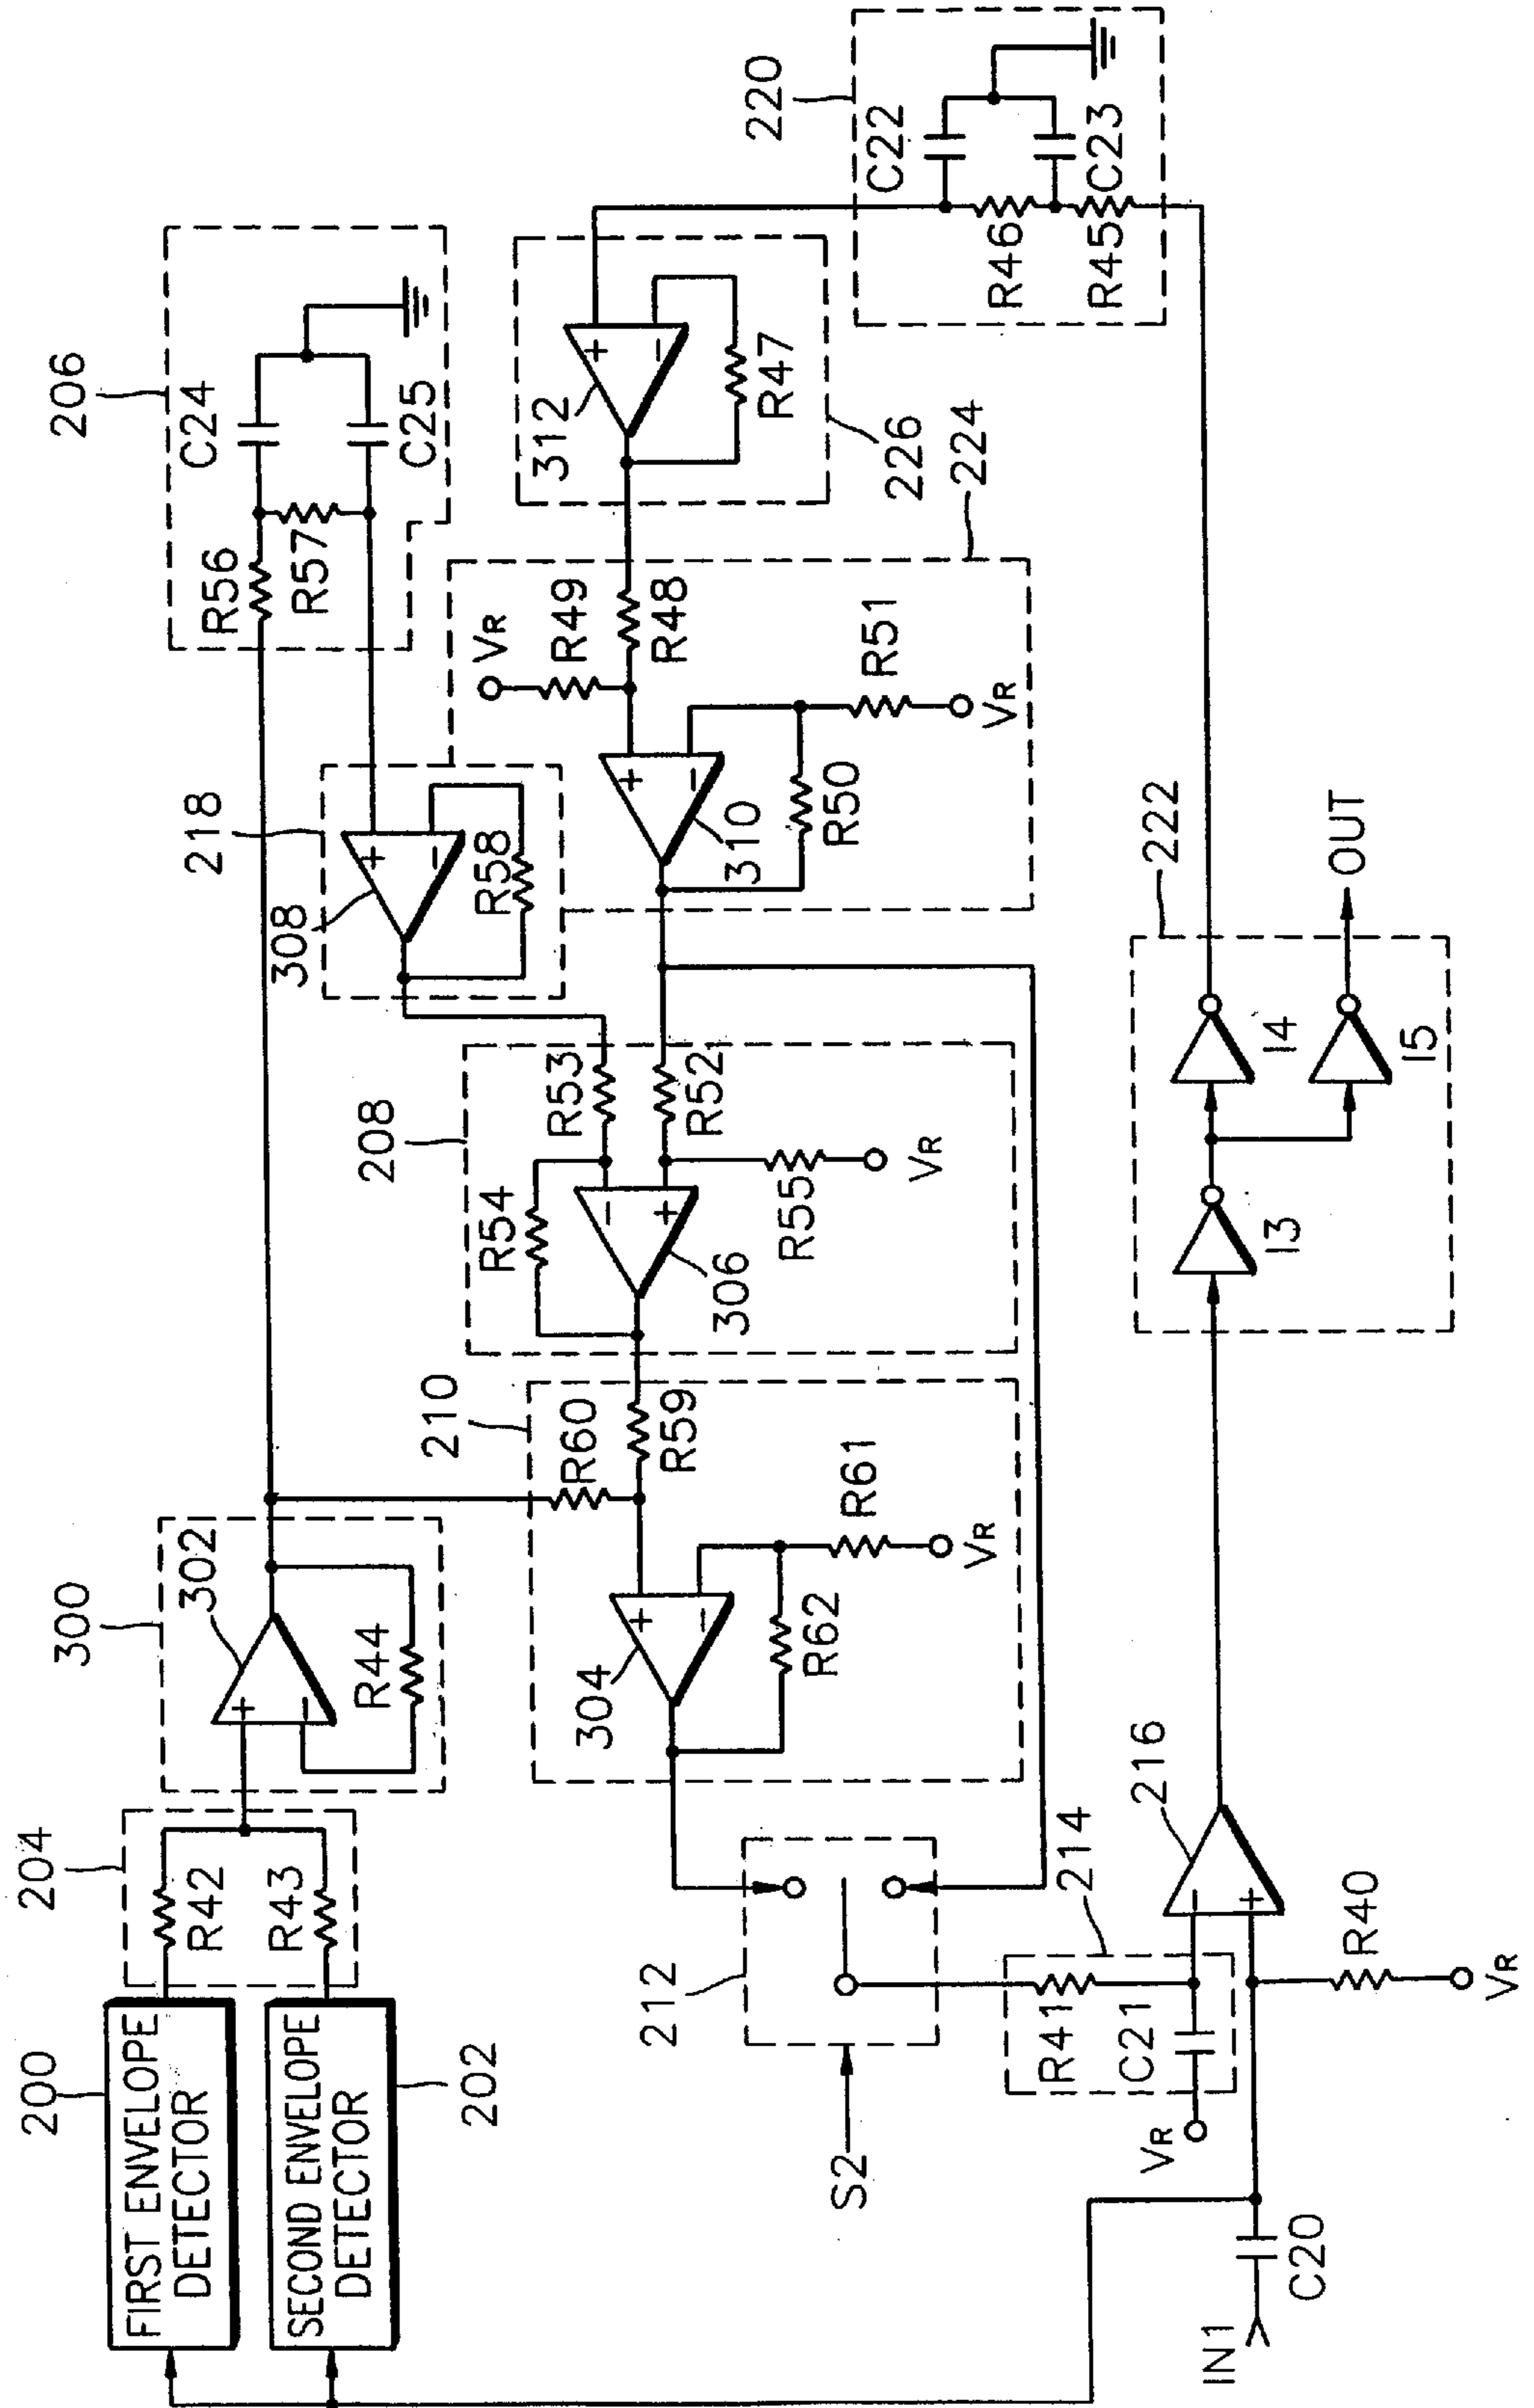 200
FIRST ENVELOPE
DETECTOR
SECOND ENVELOPE
DETECTOR
202
204
R42
R43
300
302
R44
206
C24
C25
R56
R57
218
308
R58
210
R60
R59
R61
VR
304
R62
208
R53
R52
R54
R55
VR
306
224
VR
R49
R48
R51
VR
310
R50
226
312
R47
220
C22
C23
R46
R45
212
S2
214
R41
C21
VR
216
R40
VR
IN1
C20
222
I3
I4
I5
OUT